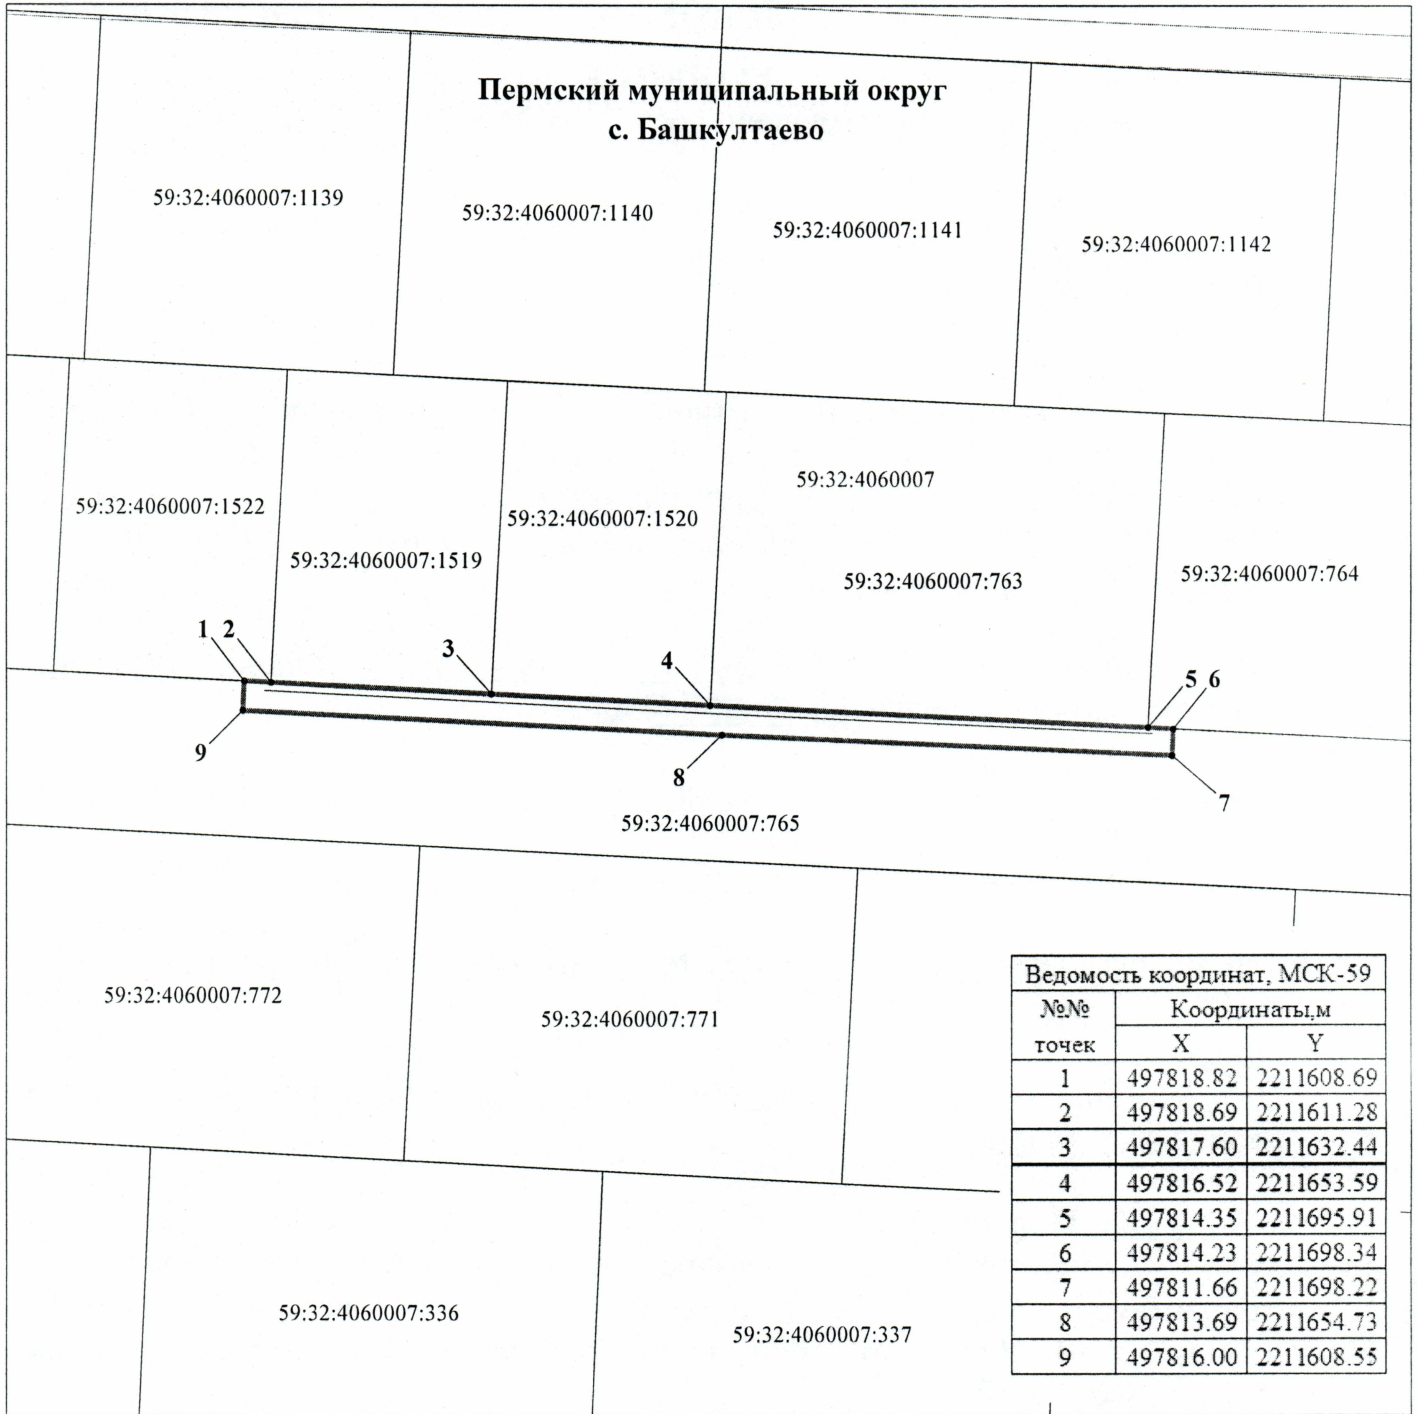 Пермский муниципальный округ
с. Башкултаево
59:32:4060007:1139
59:32:4060007:1140
59:32:4060007:1141
59:32:4060007:1142
59:32:4060007
59:32:4060007:1522
59:32:4060007:1520
59:32:4060007:1519
59:32:4060007:763
59:32:4060007:764
1 2
3
4
5 6
9
8
7
59:32:4060007:765
59:32:4060007:772
59:32:4060007:771
59:32:4060007:336
59:32:4060007:337
Ведомость координат, МСК-59
№№ Координаты,м
точек X Y
1 497818.82 2211608.69
2 497818.69 2211611.28
3 497817.60 2211632.44
4 497816.52 2211653.59
5 497814.35 2211695.91
6 497814.23 2211698.34
7 497811.66 2211698.22
8 497813.69 2211654.73
9 497816.00 2211608.55